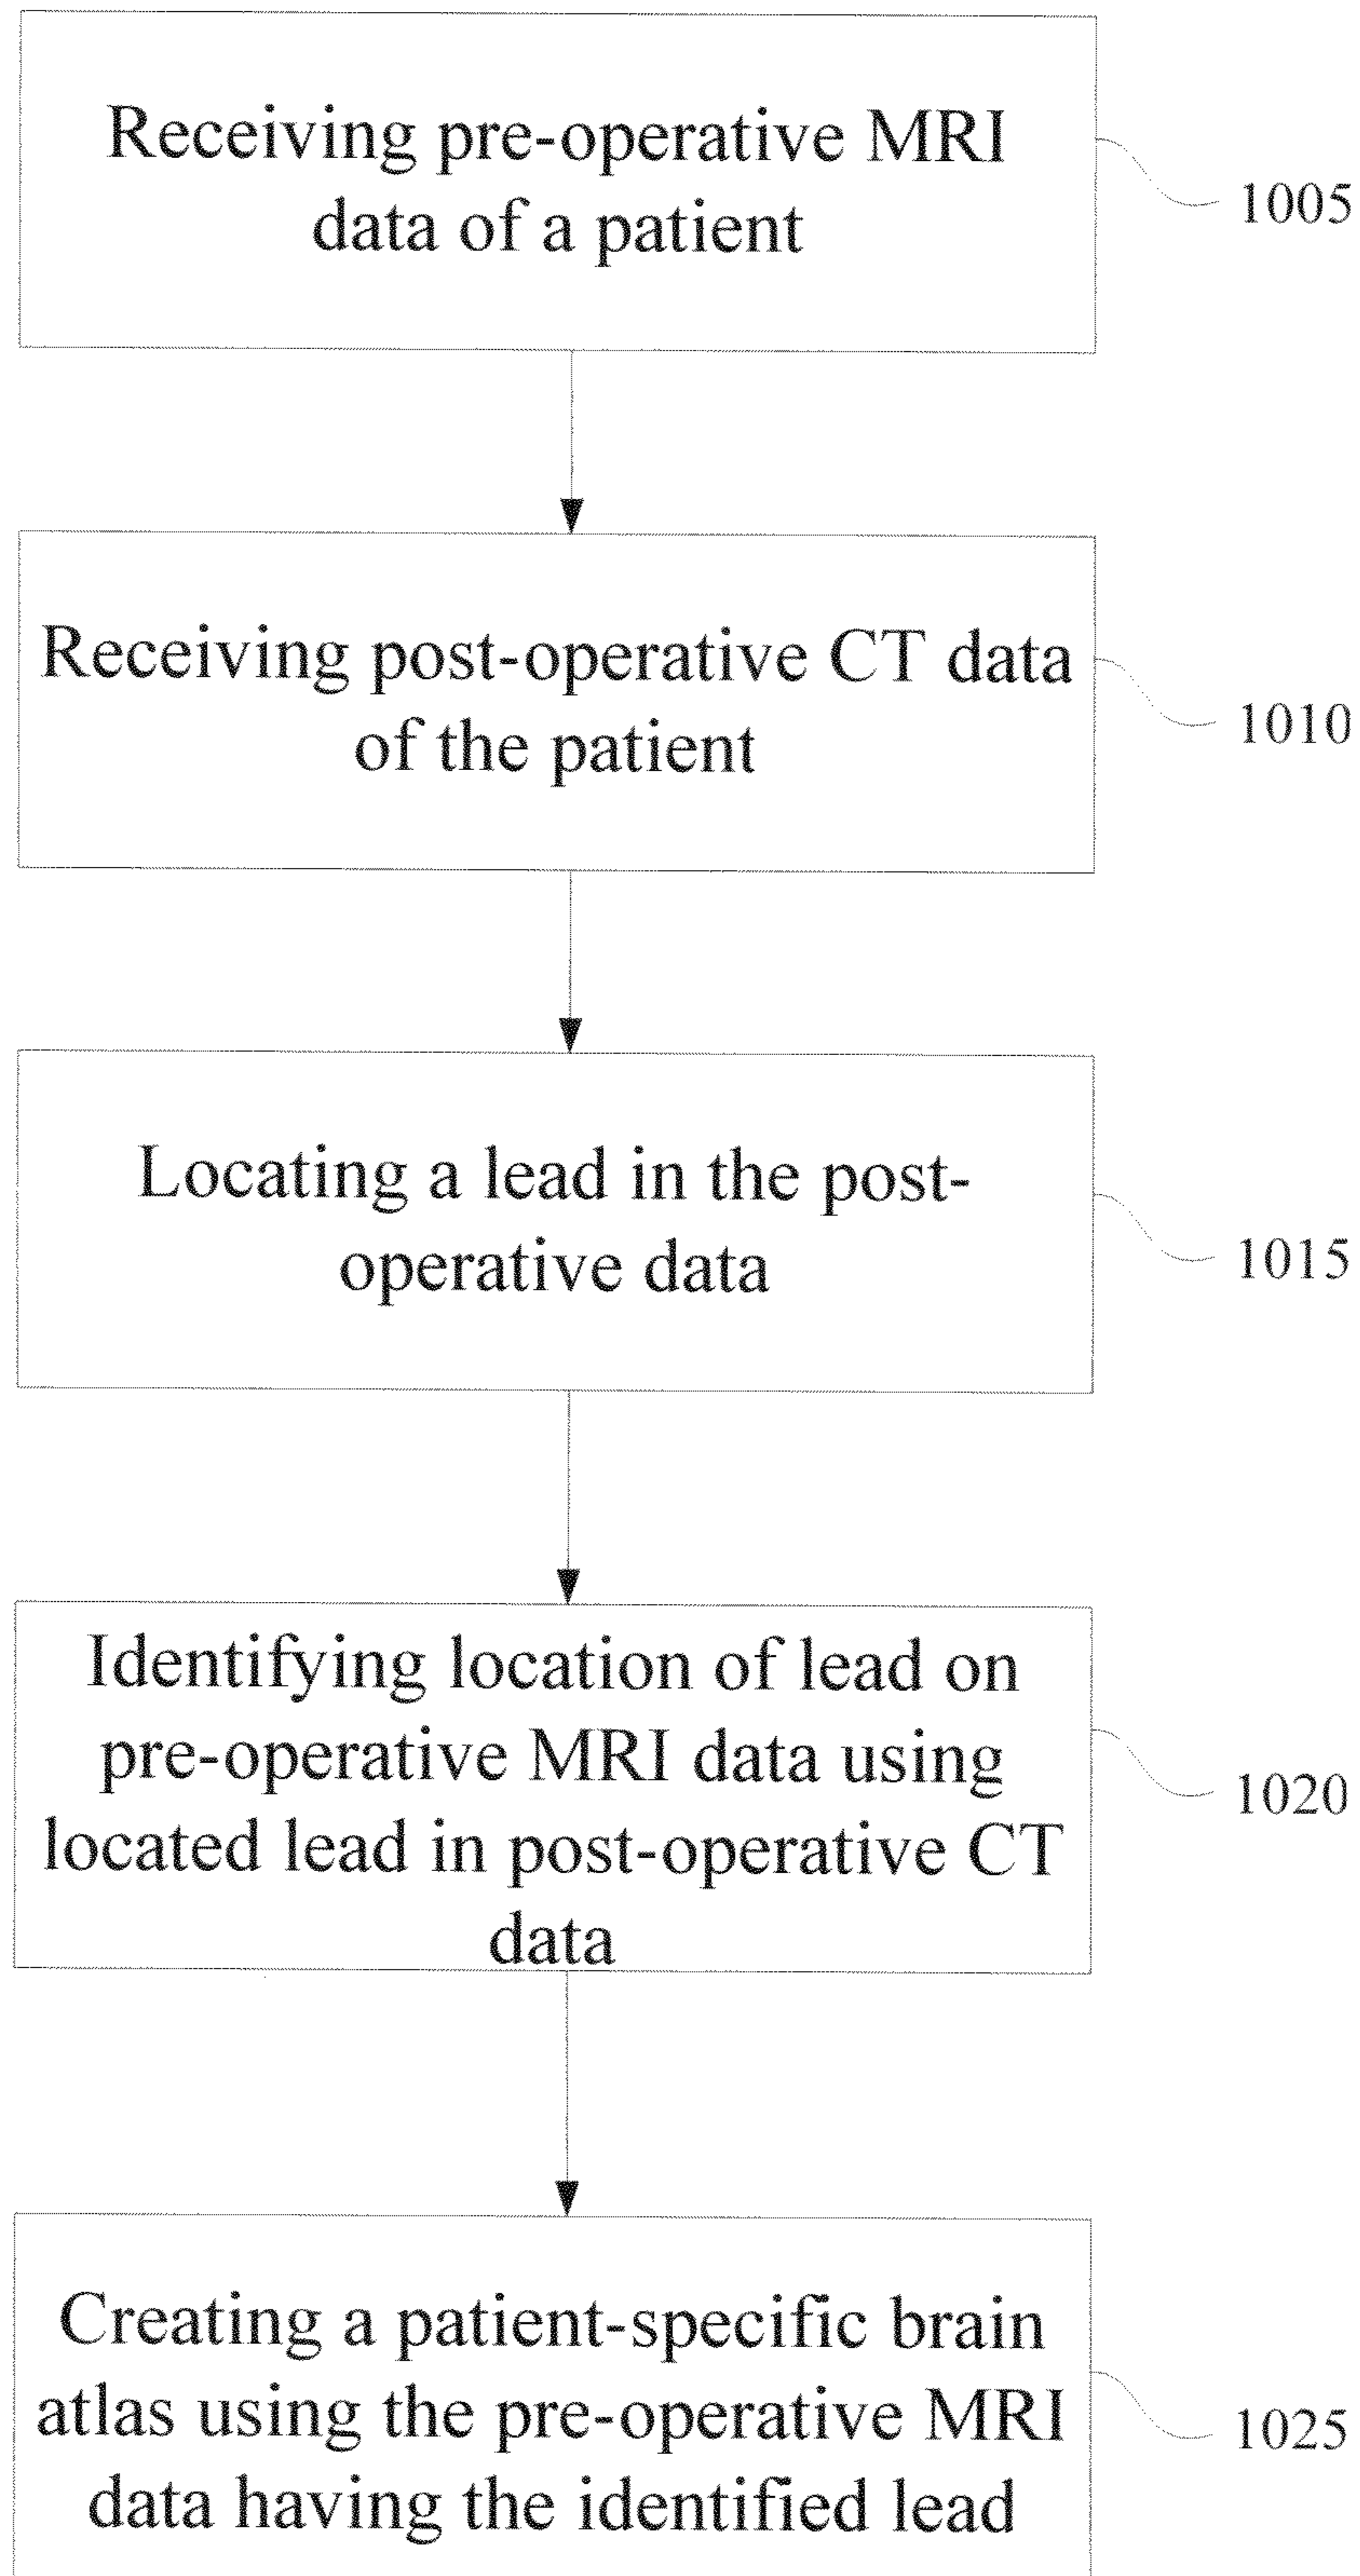 Receiving pre-operative MRI
data of a patient
1005
Receiving post-operative CT data
of the patient
1010
Locating a lead in the post-
operative data
1015
Identifying location of lead on
pre-operative MRI data using
located lead in post-operative CT
data
1020
Creating a patient-specific brain
atlas using the pre-operative MRI
data having the identified lead
1025